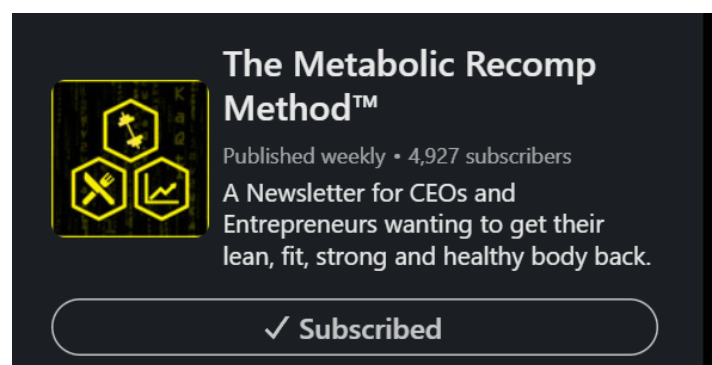 The Metabolic Recomp
Method™
Published weekly • 4,927 subscribers
A Newsletter for CEOs and
Entrepreneurs wanting to get their
lean, fit, strong and healthy body back.
✓ Subscribed